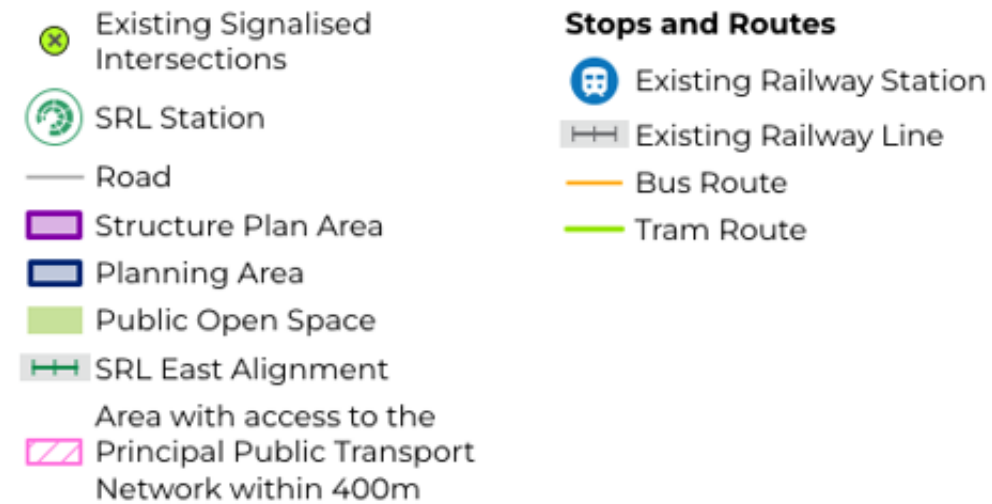 Existing Signalised
Intersections
SRL Station
Road
Structure Plan Area
Planning Area
Public Open Space
SRL East Alignment
Area with access to the
Principal Public Transport
Network within 400m
Stops and Routes
Existing Railway Station
Existing Railway Line
Bus Route
Tram Route